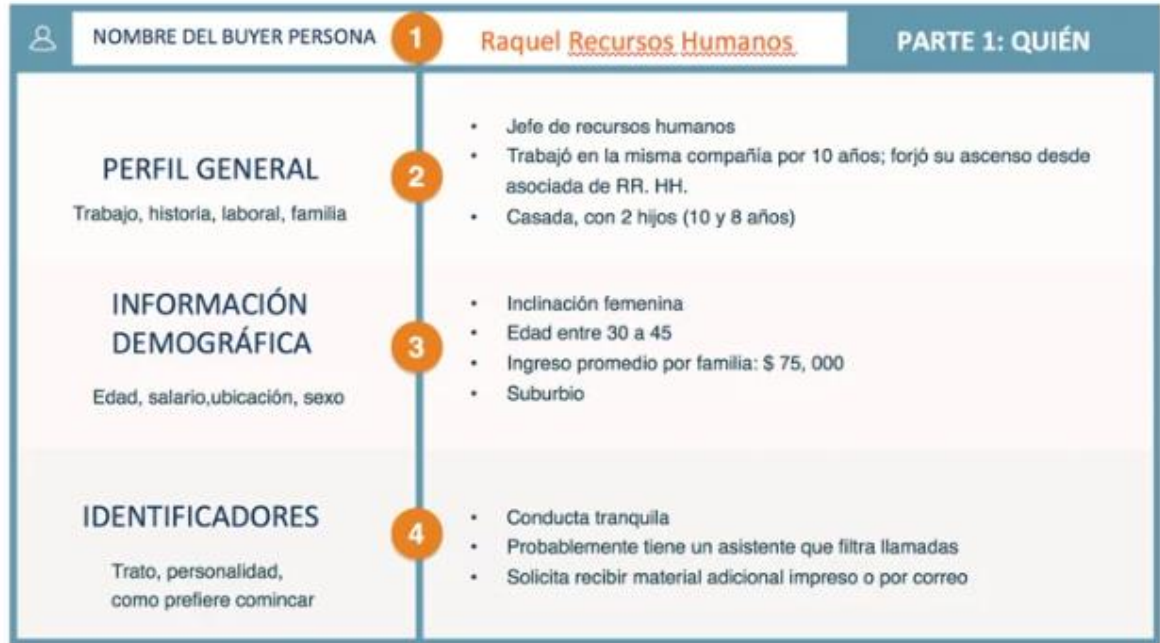 NOMBRE DEL BUYER PERSONA
1
Raquel Recursos Humanos
PARTE 1: QUIÉN
PERFIL GENERAL
Trabajo, historia, laboral, familia
2
• Jefe de recursos humanos
• Trabajó en la misma compañía por 10 años; forjó su ascenso desde
asociada de RR. HH.
• Casada, con 2 hijos (10 y 8 años)
INFORMACIÓN
DEMOGRÁFICA
Edad, salario,ubicación, sexo
3
• Inclinación femenina
• Edad entre 30 a 45
• Ingreso promedio por familia: $ 75, 000
• Suburbio
IDENTIFICADORES
Trato, personalidad,
como prefiere comincar
4
• Conducta tranquila
• Probablemente tiene un asistente que filtra llamadas
• Solicita recibir material adicional impreso o por correo